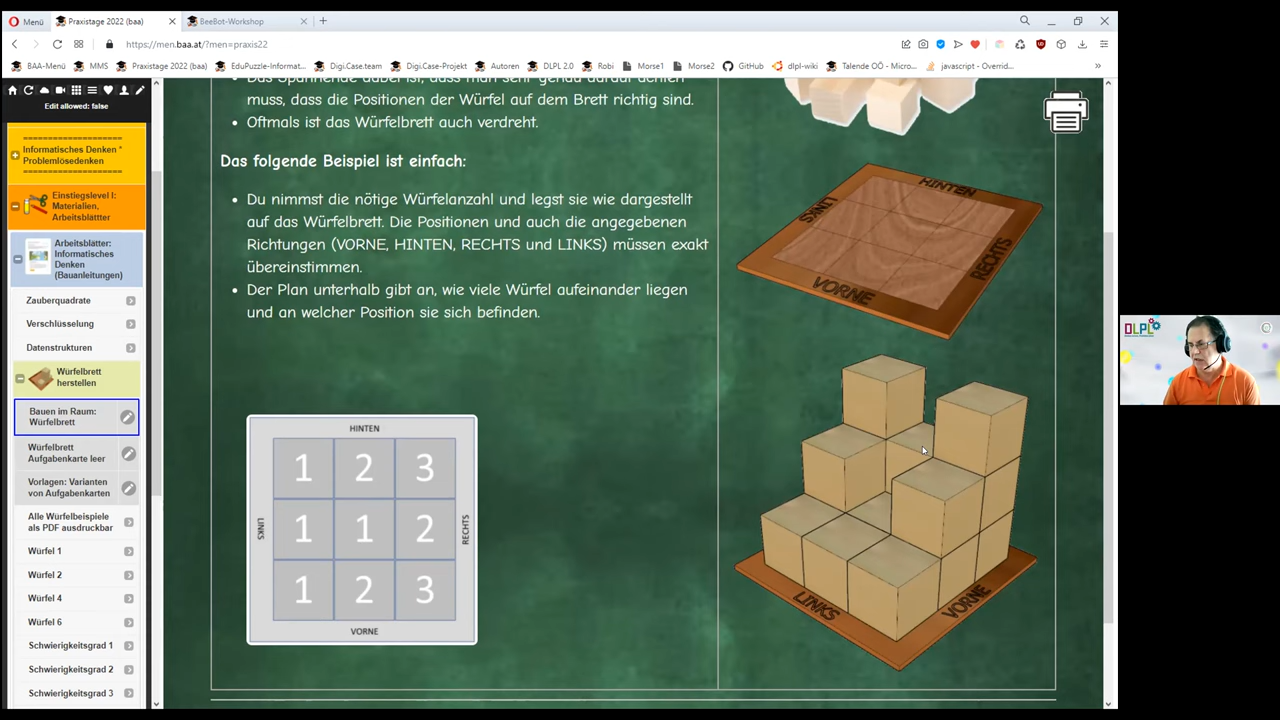 Menü
Praxistage 2022 (baa)
BeeBot-Workshop
https://men.baa.at/?men=praxis22
BAA-Menü
MMS
Praxistage 2022 (baa)
EduPuzzle-Informat...
Digi.Case.Team
Digi.Case-Projekt
Autoren
DLPL 2.0
Robi
Morse1
Morse2
GitHub
dlpl-wiki
Talende OÖ - Micro...
javascript - Overrid...
Edit allowed: false
Informatisches Denken *
Problemlösedenken
Einstiegslevel I:
Materialien,
Arbeitsblättter
Arbeitsblätter:
Informatisches
Denken
(Bauanleitungen)
Zauberquadrate
Verschlüsselung
Datenstrukturen
Würfelbrett
herstellen
Bauen im Raum:
Würfelbrett
Würfelbrett
Aufgabenkarte leer
Vorlagen: Varianten
von Aufgabenkarten
Alle Würfelbeispiele
als PDF ausdruckbar
Würfel 1
Würfel 2
Würfel 4
Würfel 6
Schwierigkeitsgrad 1
Schwierigkeitsgrad 2
Schwierigkeitsgrad 3
muss, dass die Positionen der Würfel auf dem Brett richtig sind.
Oftmals ist das Würfelbrett auch verdreht.
Das folgende Beispiel ist einfach:
Du nimmst die nötige Würfelanzahl und legst sie wie dargestellt
auf das Würfelbrett. Die Positionen und auch die angegebenen
Richtungen (VORNE, HINTEN, RECHTS und LINKS) müssen exakt
übereinstimmen.
Der Plan unterhalb gibt an, wie viele Würfel aufeinander liegen
und an welcher Position sie sich befinden.
HINTEN
1 2 3
LINKS
1 1 2
RECHTS
1 2 3
VORNE
HINTEN
LINKS
RECHTS
VORNE
LINKS
VORNE
DLPL